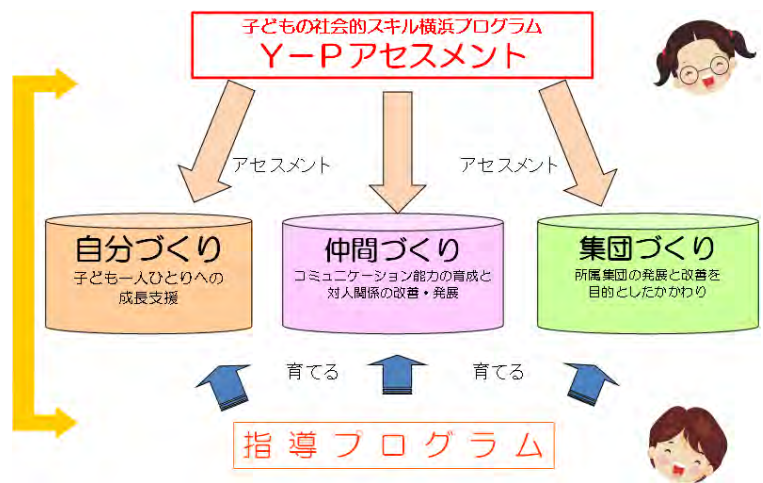 子どもの社会的スキル横浜プログラム
Y－Pアセスメント
アセスメント
アセスメント
自分づくり
子ども一人ひとりへの
成長支援
仲間づくり
コミュニケーション能力の育成と
対人関係の改善・発展
集団づくり
所属集団の発展と改善を
目的としたかかわり
育てる
育てる
指導プログラム